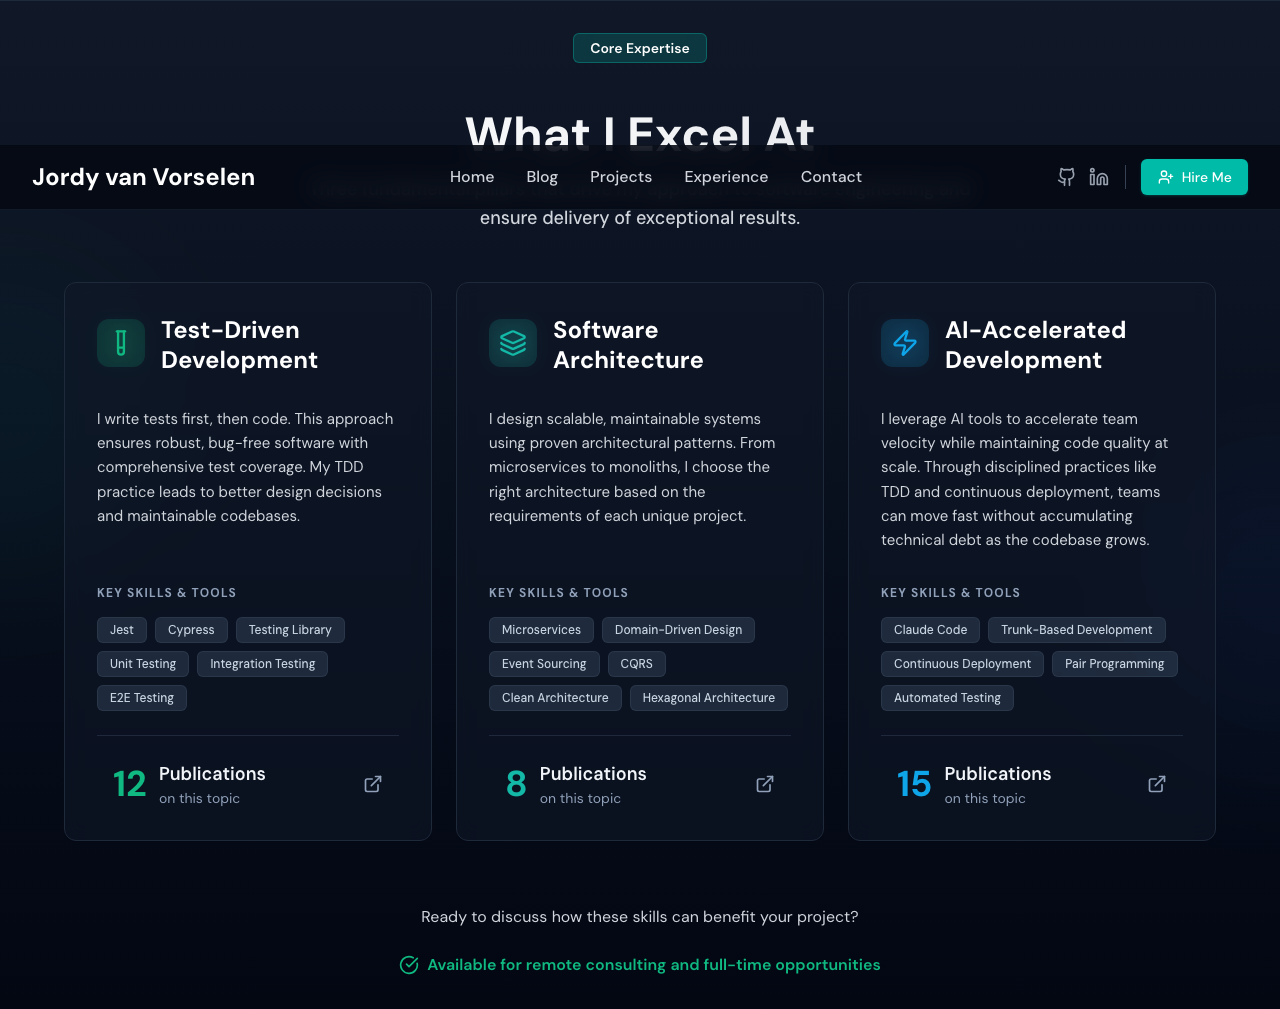 Core Expertise
What I Excel At
Jordy van Vorselen
Home
Blog
Projects
Experience
Contact
Hire Me
ensure delivery of exceptional results.
Test-Driven
Development
I write tests first, then code. This approach
ensures robust, bug-free software with
comprehensive test coverage. My TDD
practice leads to better design decisions
and maintainable codebases.
KEY SKILLS & TOOLS
Jest
Cypress
Testing Library
Unit Testing
Integration Testing
E2E Testing
12
Publications
on this topic
Software
Architecture
I design scalable, maintainable systems
using proven architectural patterns. From
microservices to monoliths, I choose the
right architecture based on the
requirements of each unique project.
KEY SKILLS & TOOLS
Microservices
Domain-Driven Design
Event Sourcing
CQRS
Clean Architecture
Hexagonal Architecture
8
Publications
on this topic
AI-Accelerated
Development
I leverage AI tools to accelerate team
velocity while maintaining code quality at
scale. Through disciplined practices like
TDD and continuous deployment, teams
can move fast without accumulating
technical debt as the codebase grows.
KEY SKILLS & TOOLS
Claude Code
Trunk-Based Development
Continuous Deployment
Pair Programming
Automated Testing
15
Publications
on this topic
Ready to discuss how these skills can benefit your project?
Available for remote consulting and full-time opportunities